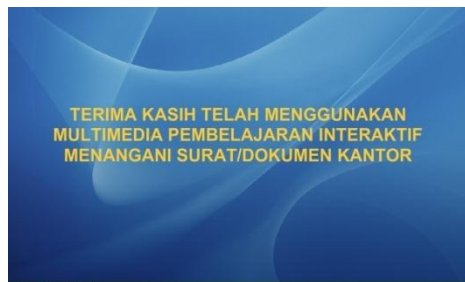 TERIMA KASIH TELAH MENGGUNAKAN
MULTIMEDIA PEMBELAJARAN INTERAKTIF
MENANGANI SURAT/DOKUMEN KANTOR